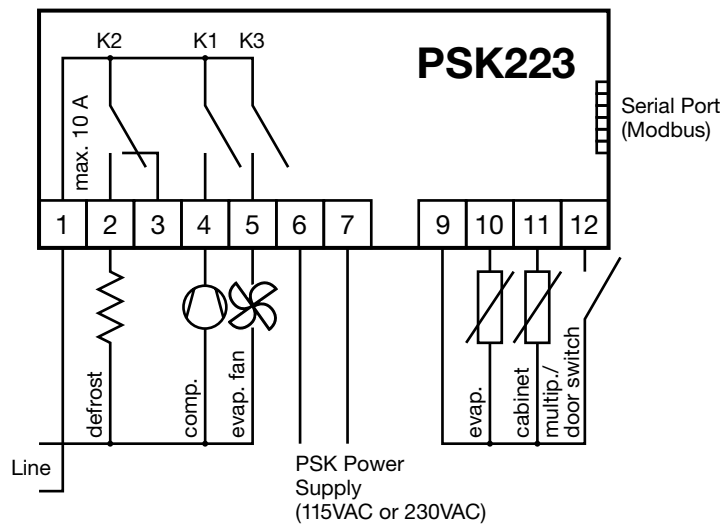 K2 K1 K3
PSK223
max. 10 A
Serial Port
(Modbus)
1 2 3 4 5 6 7 9 10 11 12
defrost
comp.
evap. fan
evap.
cabinet
multip./
door switch
Line
PSK Power
Supply
(115VAC or 230VAC)